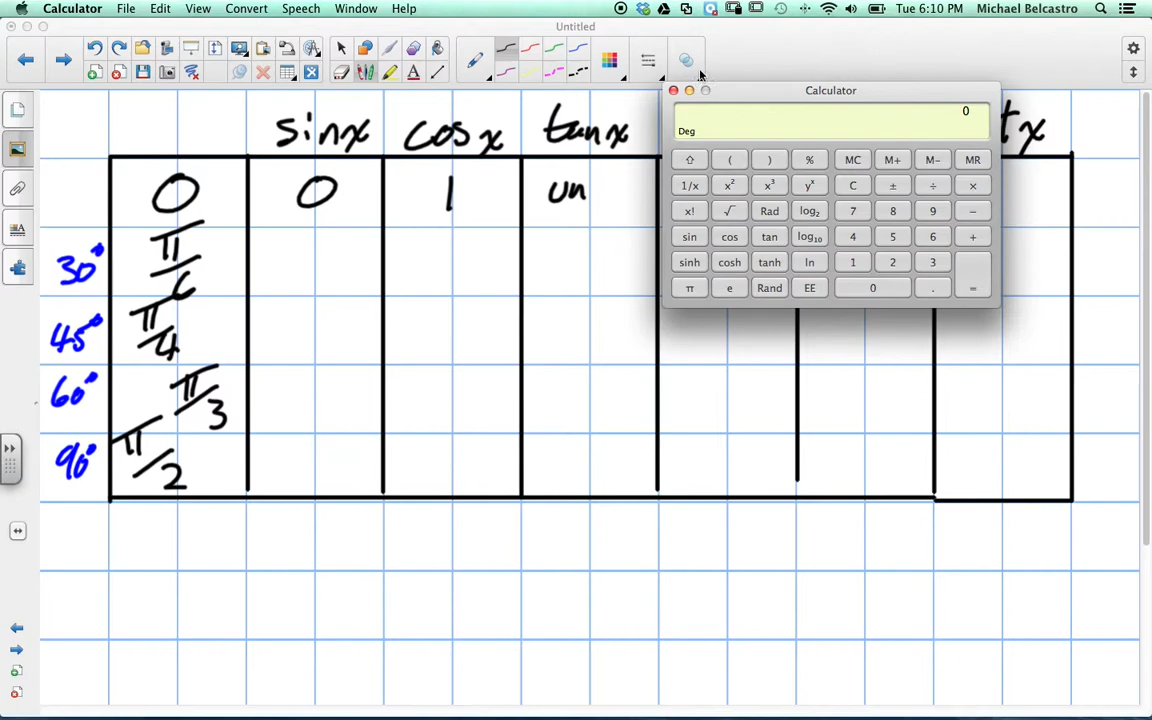 Calculator File Edit View Convert Speech Window Help Tue 6:10 PM Michael Belcastro
Untitled
Calculator
0
Deg
( ) % MC M+ M− MR
1/x x² x³ yˣ C ± ÷ ×
x! √ Rad log₂ 7 8 9 −
sin cos tan log₁₀ 4 5 6 +
sinh cosh tanh ln 1 2 3
π e Rand EE 0 . =
sinx cosx tanx tx
0 0 1 un
30° π/6
45° π/4
60° π/3
90° π/2